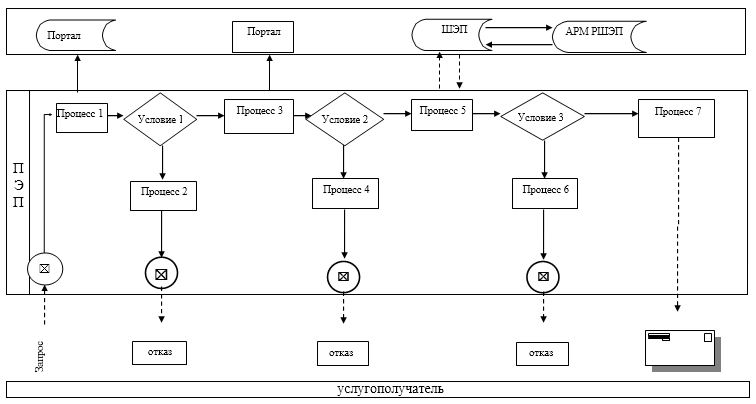 Портал
Портал
ШЭП
АРМ РШЭП
П
Э
П
Процесс 1
Условие 1
Процесс 3
Условие 2
Процесс 5
Условие 3
Процесс 7
Процесс 2
Процесс 4
Процесс 6
Запрос
отказ
отказ
отказ
услугополучатель